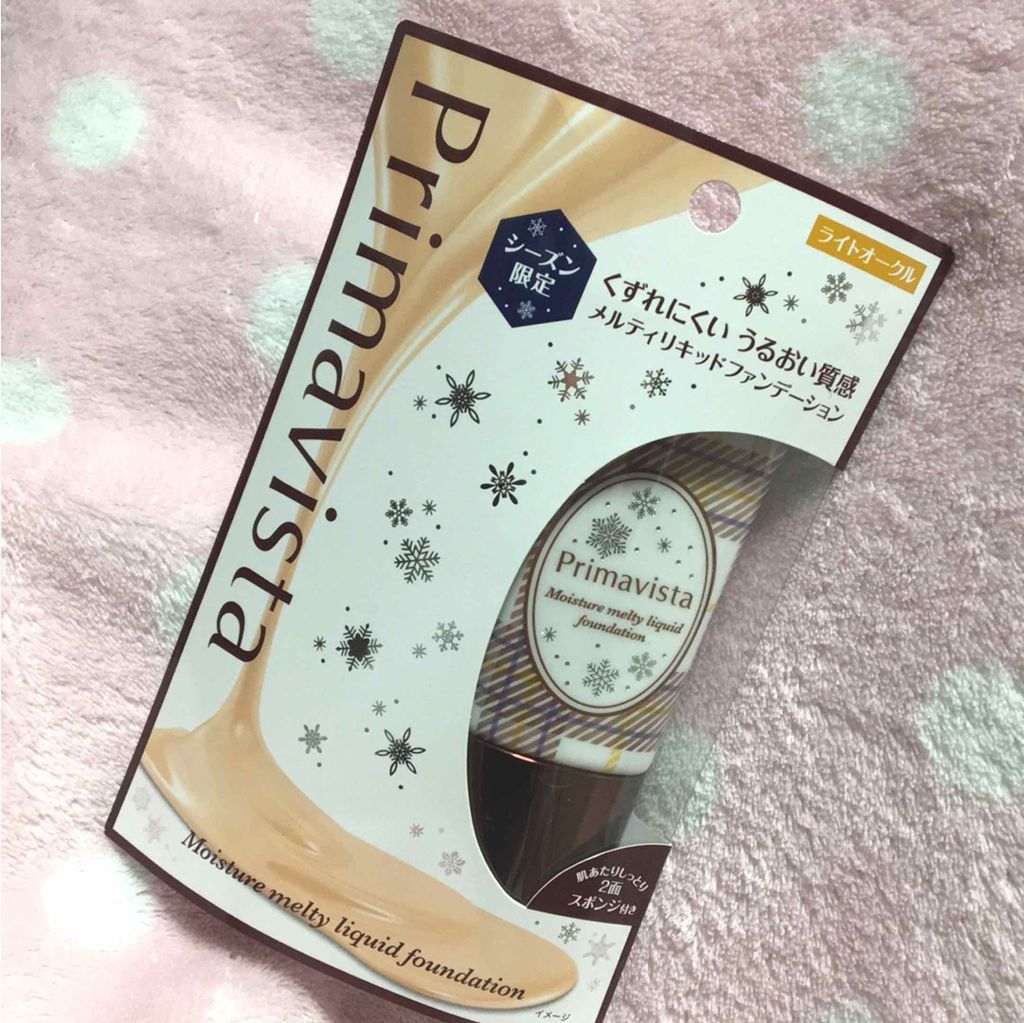 Primavista
シーズン
限定
ライトオークル
くずれにくい うるおい質感
メルティリキッドファンデーション
Primavista
Moisture melty liquid
foundation
肌あたりしっとり
2面
スポンジ付き
Moisture melty liquid foundation
イメージ